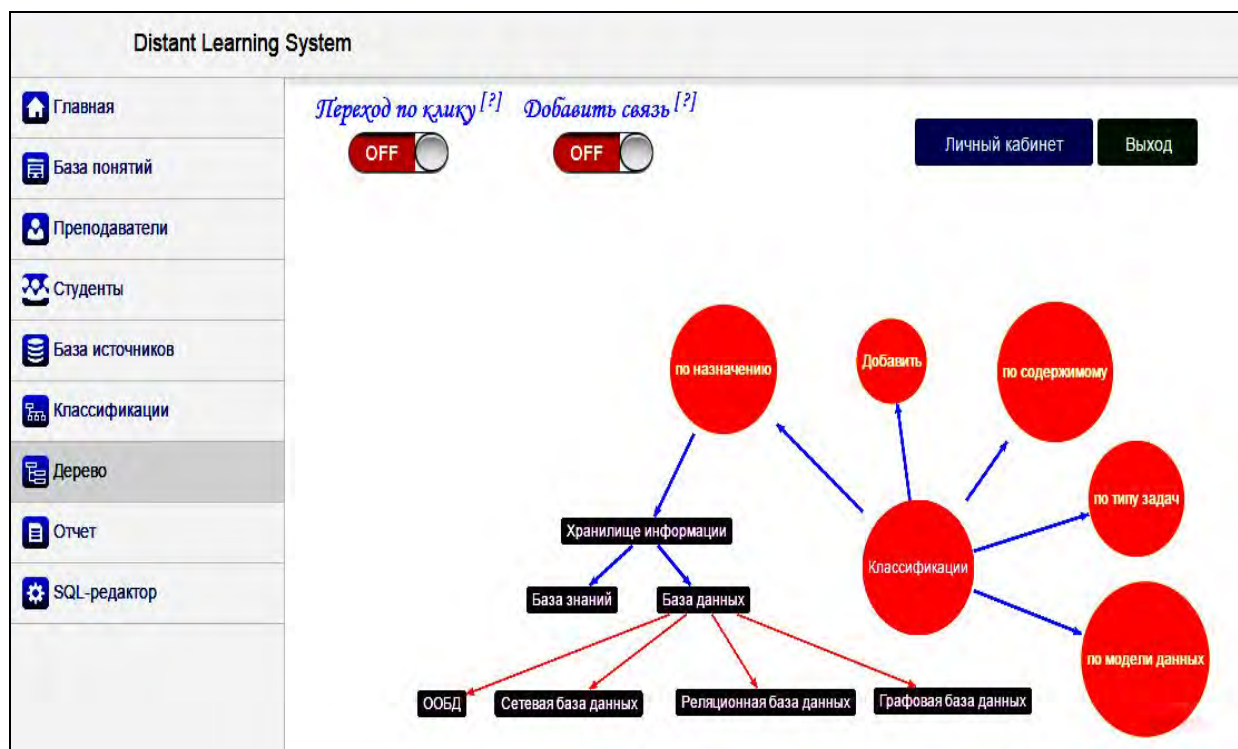 Distant Learning System
Главная
База понятий
Преподаватели
Студенты
База источников
Классификации
Дерево
Отчет
SQL-редактор
Переход по клику [?]
Добавить связь [?]
OFF
OFF
Личный кабинет
Выход
по назначению
Добавить
по содержимому
по типу задач
Хранилище информации
Классификации
База знаний
База данных
по модели данных
ООБД
Сетевая база данных
Реляционная база данных
Графовая база данных